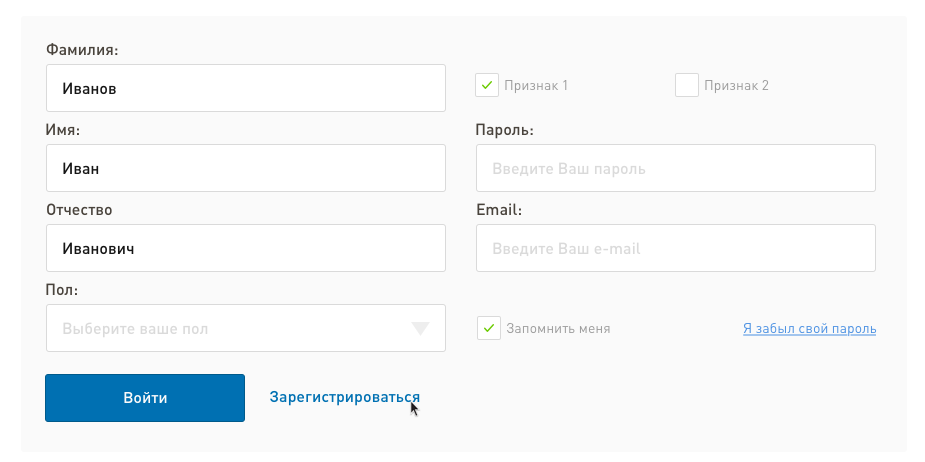 Фамилия:
Иванов
Признак 1
Признак 2
Имя:
Пароль:
Иван
Введите Ваш пароль
Отчество
Email:
Иванович
Введите Ваш e-mail
Пол:
Выберите ваше пол
Запомнить меня
Я забыл свой пароль
Войти
Зарегистрироваться